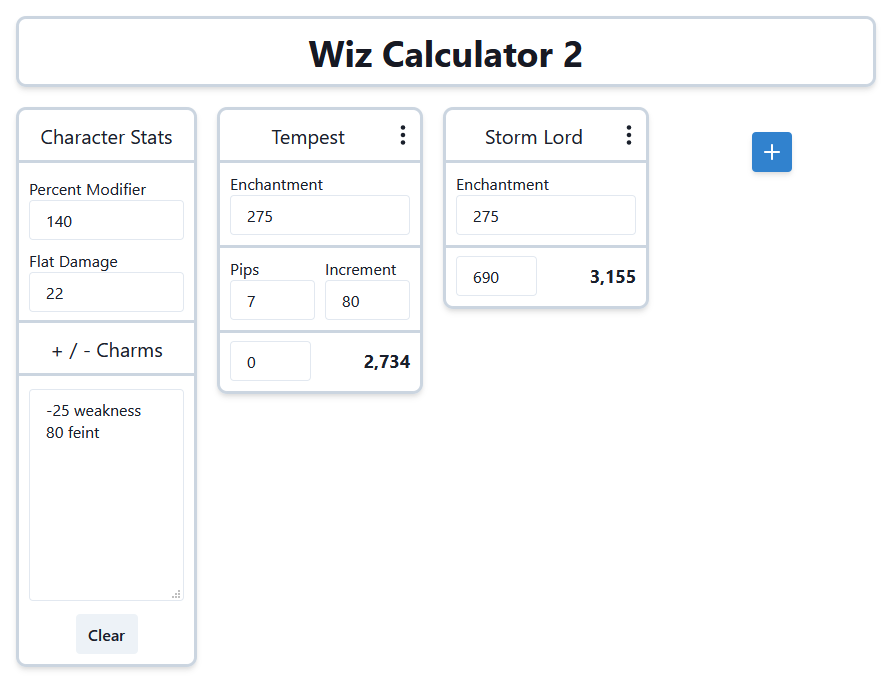 Wiz Calculator 2
Character Stats
Percent Modifier
140
Flat Damage
22
+ / - Charms
-25 weakness
80 feint
Clear
Tempest
Enchantment
275
Pips Increment
7 80
0 2,734
Storm Lord
Enchantment
275
690 3,155
+